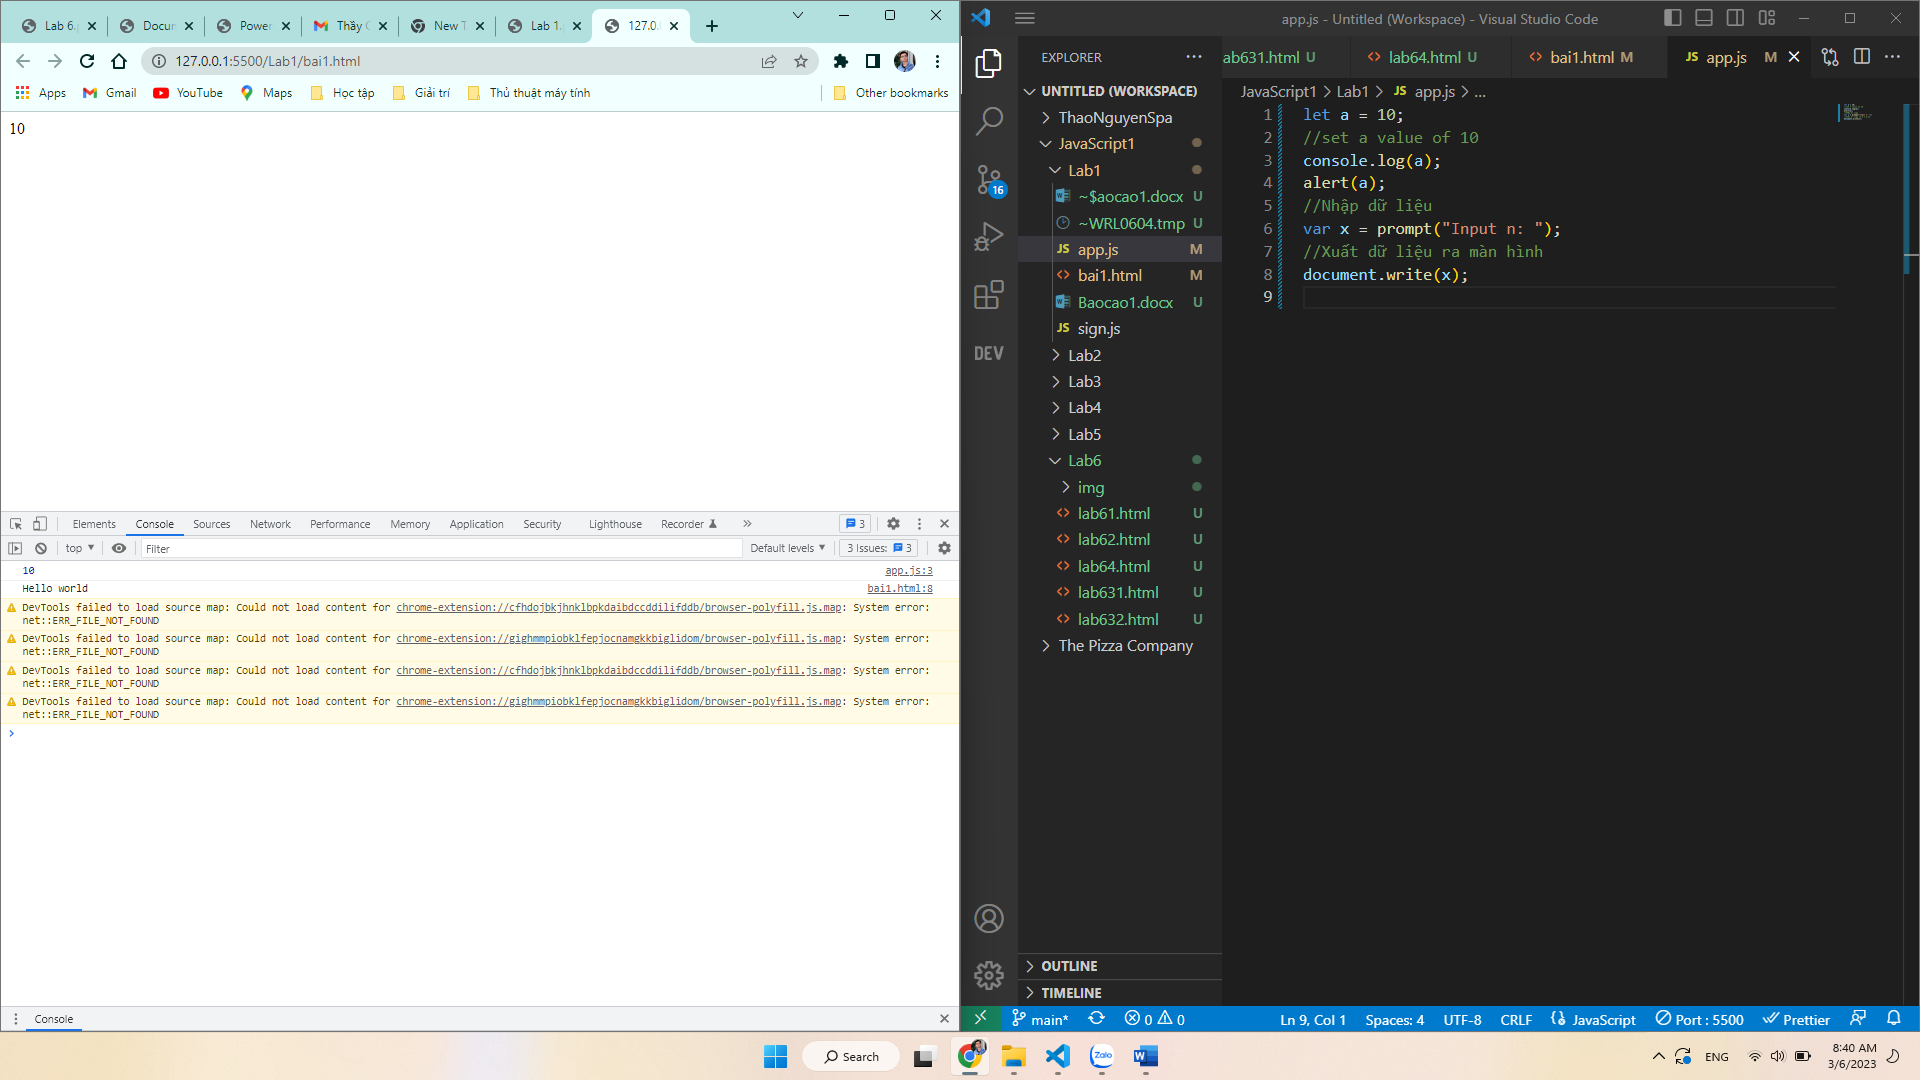 Lab 6.
Docum
Power
Thầy
New T
Lab 1.
127.0.
127.0.0.1:5500/Lab1/bai1.html
Apps
Gmail
YouTube
Maps
Học tập
Giải trí
Thủ thuật máy tính
Other bookmarks
10
Elements
Console
Sources
Network
Performance
Memory
Application
Security
Lighthouse
Recorder
3
top
Filter
Default levels
3 Issues:
3
10 app.js:3
Hello world bai1.html:8
DevTools failed to load source map: Could not load content for chrome-extension://cfhdojbkjhnklbpkdaibdccddilifddb/browser-polyfill.js.map: System error:
net::ERR_FILE_NOT_FOUND
DevTools failed to load source map: Could not load content for chrome-extension://gighmmpiobklfepjocnamgkkbiglidom/browser-polyfill.js.map: System error:
net::ERR_FILE_NOT_FOUND
DevTools failed to load source map: Could not load content for chrome-extension://cfhdojbkjhnklbpkdaibdccddilifddb/browser-polyfill.js.map: System error:
net::ERR_FILE_NOT_FOUND
DevTools failed to load source map: Could not load content for chrome-extension://gighmmpiobklfepjocnamgkkbiglidom/browser-polyfill.js.map: System error:
net::ERR_FILE_NOT_FOUND
Console
app.js - Untitled (Workspace) - Visual Studio Code
EXPLORER
UNTITLED (WORKSPACE)
ThaoNguyenSpa
JavaScript1
Lab1
~$aocao1.docx U
~WRL0604.tmp U
app.js M
bai1.html M
Baocao1.docx U
sign.js
Lab2
Lab3
Lab4
Lab5
Lab6
img
lab61.html U
lab62.html U
lab64.html U
lab631.html U
lab632.html U
The Pizza Company
OUTLINE
TIMELINE
16
DEV
ab631.html U
lab64.html U
bai1.html M
JS app.js M
JavaScript1 > Lab1 > JS app.js > ...
1 let a = 10;
2 //set a value of 10
3 console.log(a);
4 alert(a);
5 //Nhập dữ liệu
6 var x = prompt("Input n: ");
7 //Xuất dữ liệu ra màn hình
8 document.write(x);
9
main*
0 0
Ln 9, Col 1
Spaces: 4
UTF-8
CRLF
JavaScript
Port : 5500
Prettier
Search
Zalo
ENG
8:40 AM
3/6/2023